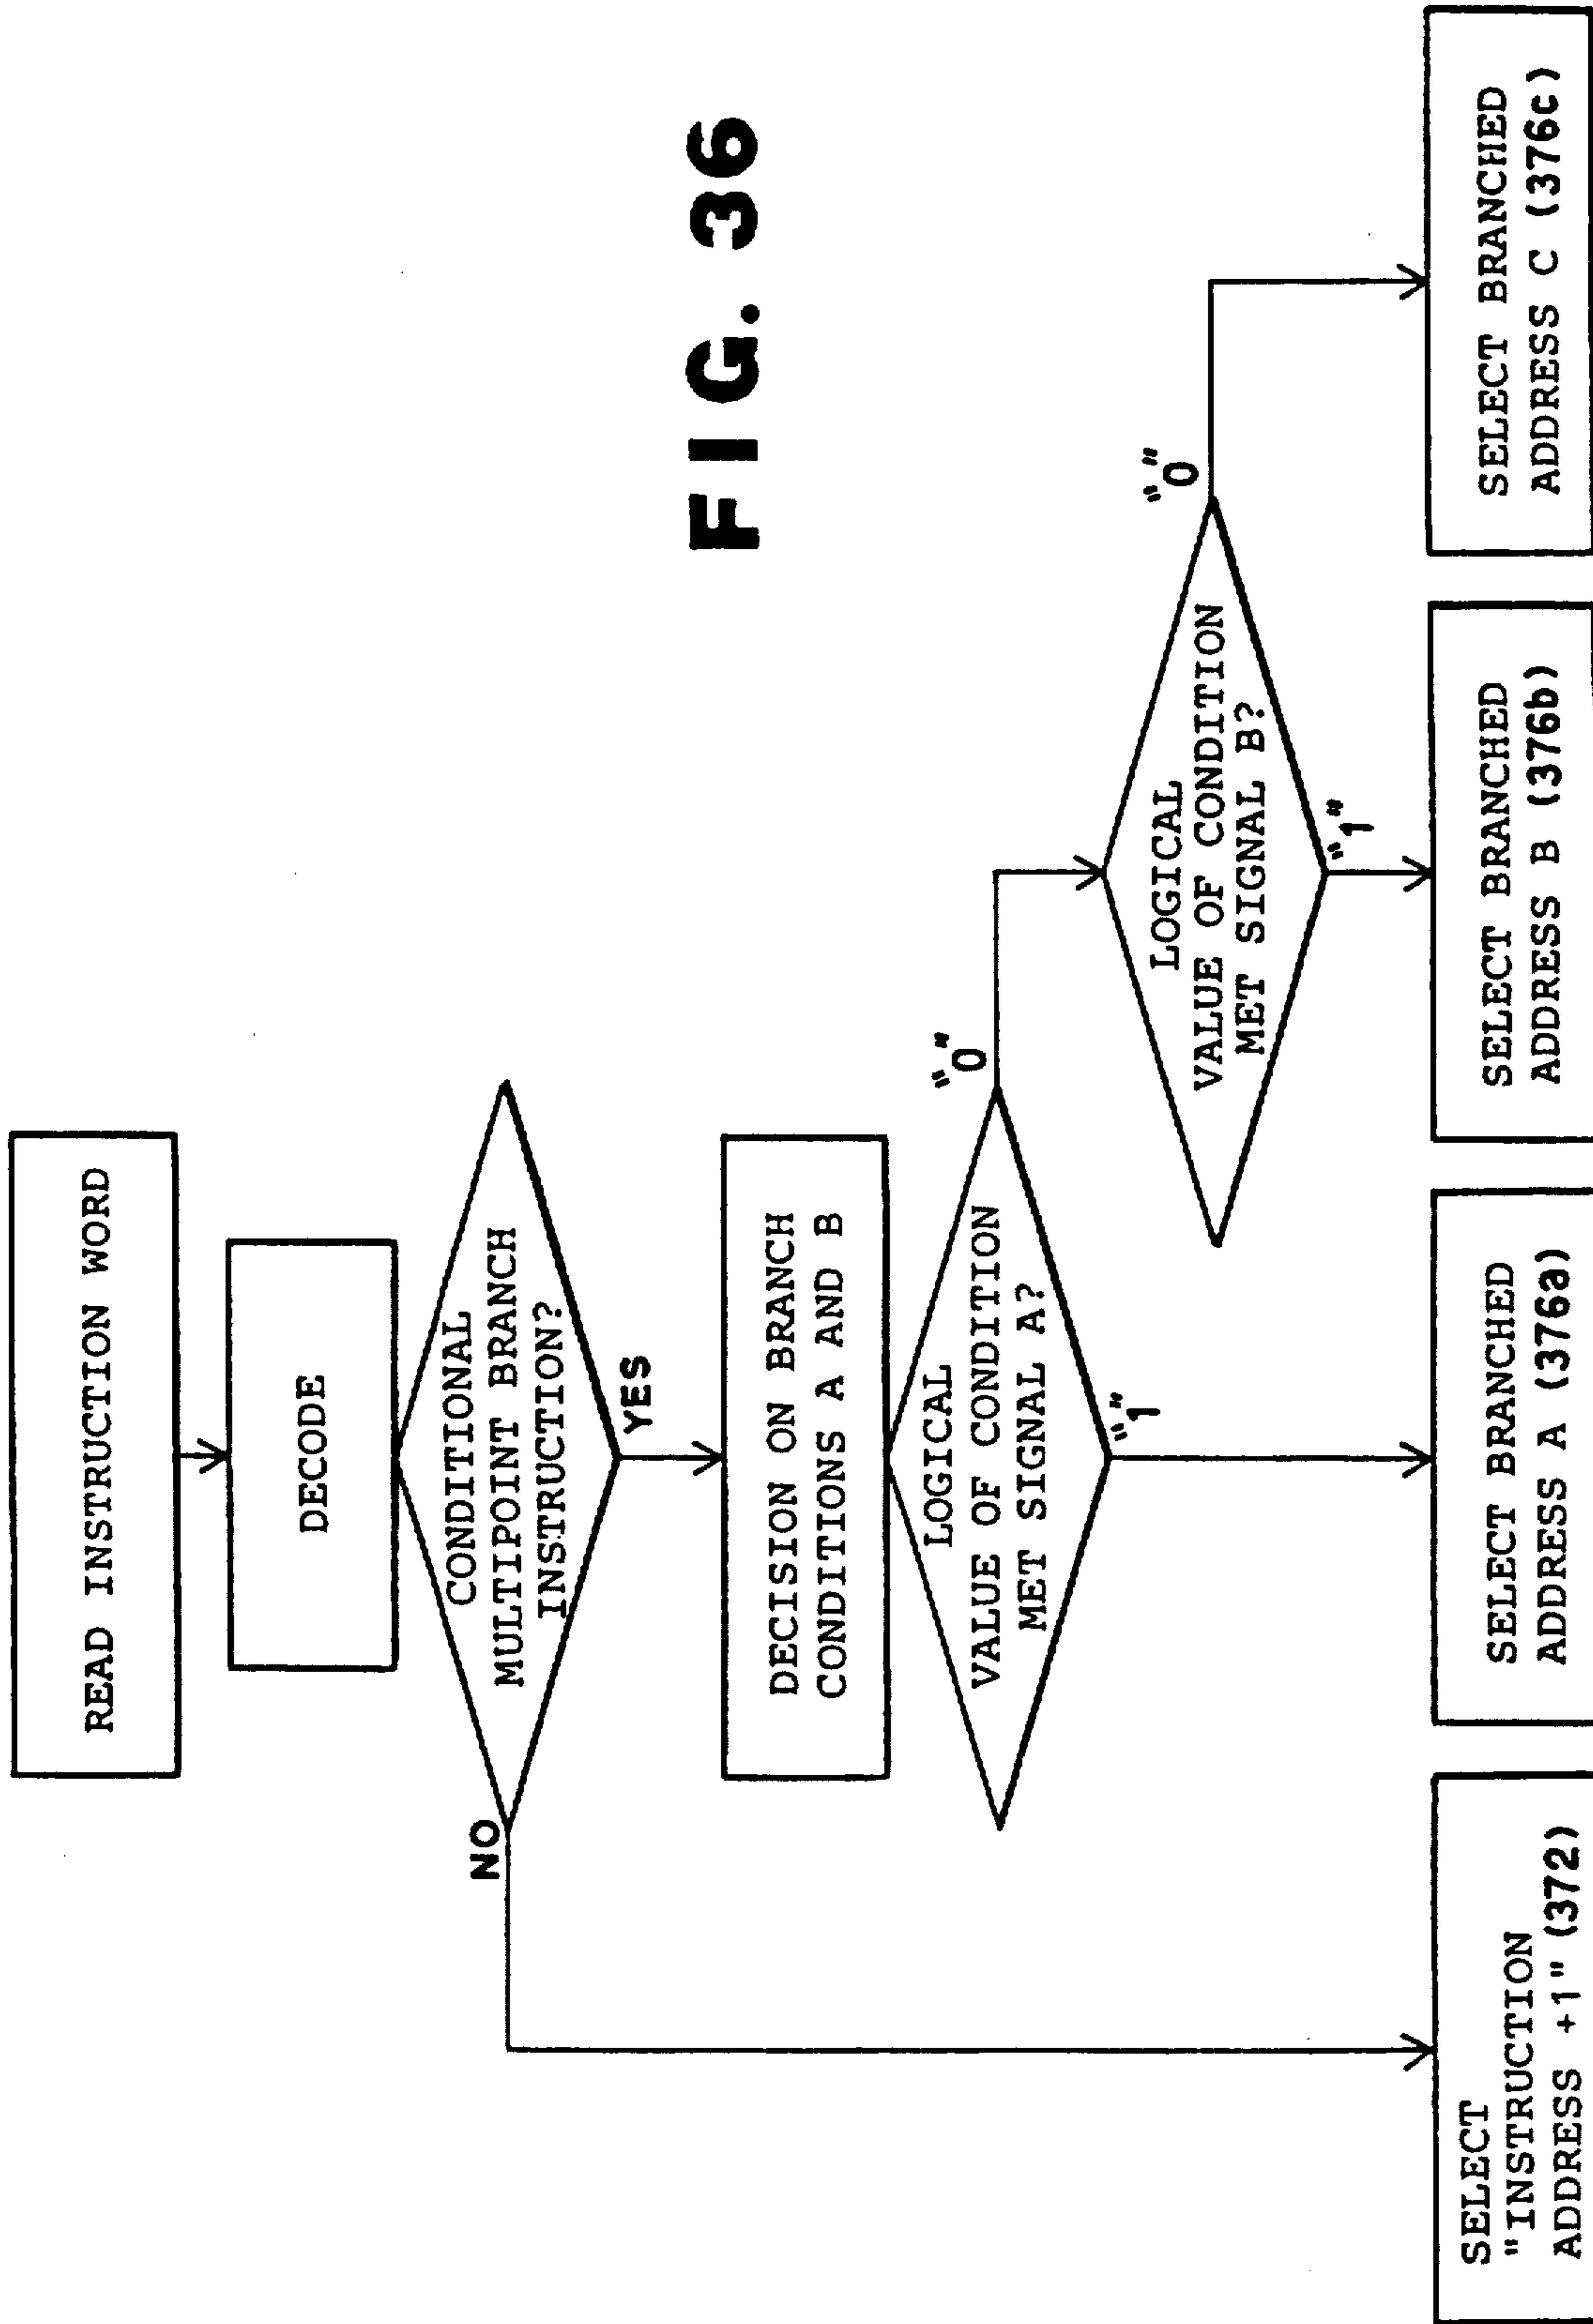 READ INSTRUCTION WORD
DECODE
CONDITIONAL
MULTIPOINT BRANCH
INSTRUCTION?
NO
YES
DECISION ON BRANCH
CONDITIONS A AND B
LOGICAL
VALUE OF CONDITION
MET SIGNAL A?
"0"
"1"
LOGICAL
VALUE OF CONDITION
MET SIGNAL B?
"0"
"1"
SELECT
"INSTRUCTION
ADDRESS +1" (372)
SELECT BRANCHED
ADDRESS A (376a)
SELECT BRANCHED
ADDRESS B (376b)
SELECT BRANCHED
ADDRESS C (376c)
FIG. 36